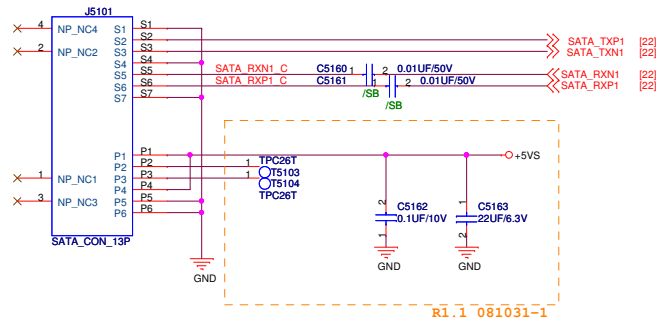 J5101
4 NP_NC4 S1 S1
S2 S2 SATA_TXP1 [22]
2 NP_NC2 S3 S3 SATA_TXN1 [22]
S4 S4
S5 S5 SATA_RXN1_C C5160 1 2 0.01UF/50V SATA_RXN1 [22]
S6 S6 SATA_RXP1_C C5161 1 2 0.01UF/50V SATA_RXP1 [22]
S7 S7 /SB /SB
P1 P1 TPC26T +5VS
P2 P2 1 T5103
1 NP_NC1 P3 P3 1 T5104
P4 P4 TPC26T
3 NP_NC3 P5 P5 2 C5162 2 C5163
P6 P6 1 0.1UF/10V 1 22UF/6.3V
SATA_CON_13P
GND GND GND
R1.1 081031-1